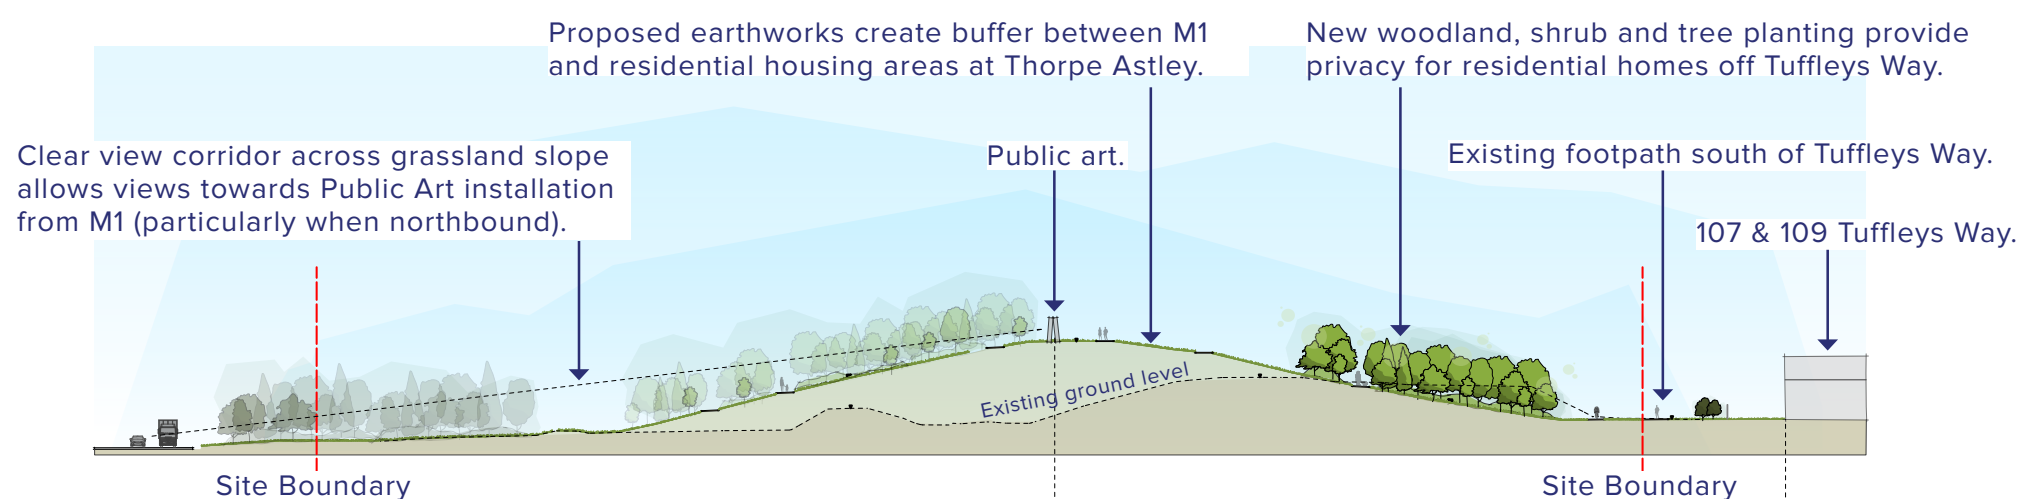 Proposed earthworks create buffer between M1
and residential housing areas at Thorpe Astley.
New woodland, shrub and tree planting provide
privacy for residential homes off Tuffleys Way.
Clear view corridor across grassland slope
allows views towards Public Art installation
from M1 (particularly when northbound).
Public art.
Existing footpath south of Tuffleys Way.
107 & 109 Tuffleys Way.
Existing ground level
Site Boundary
Site Boundary